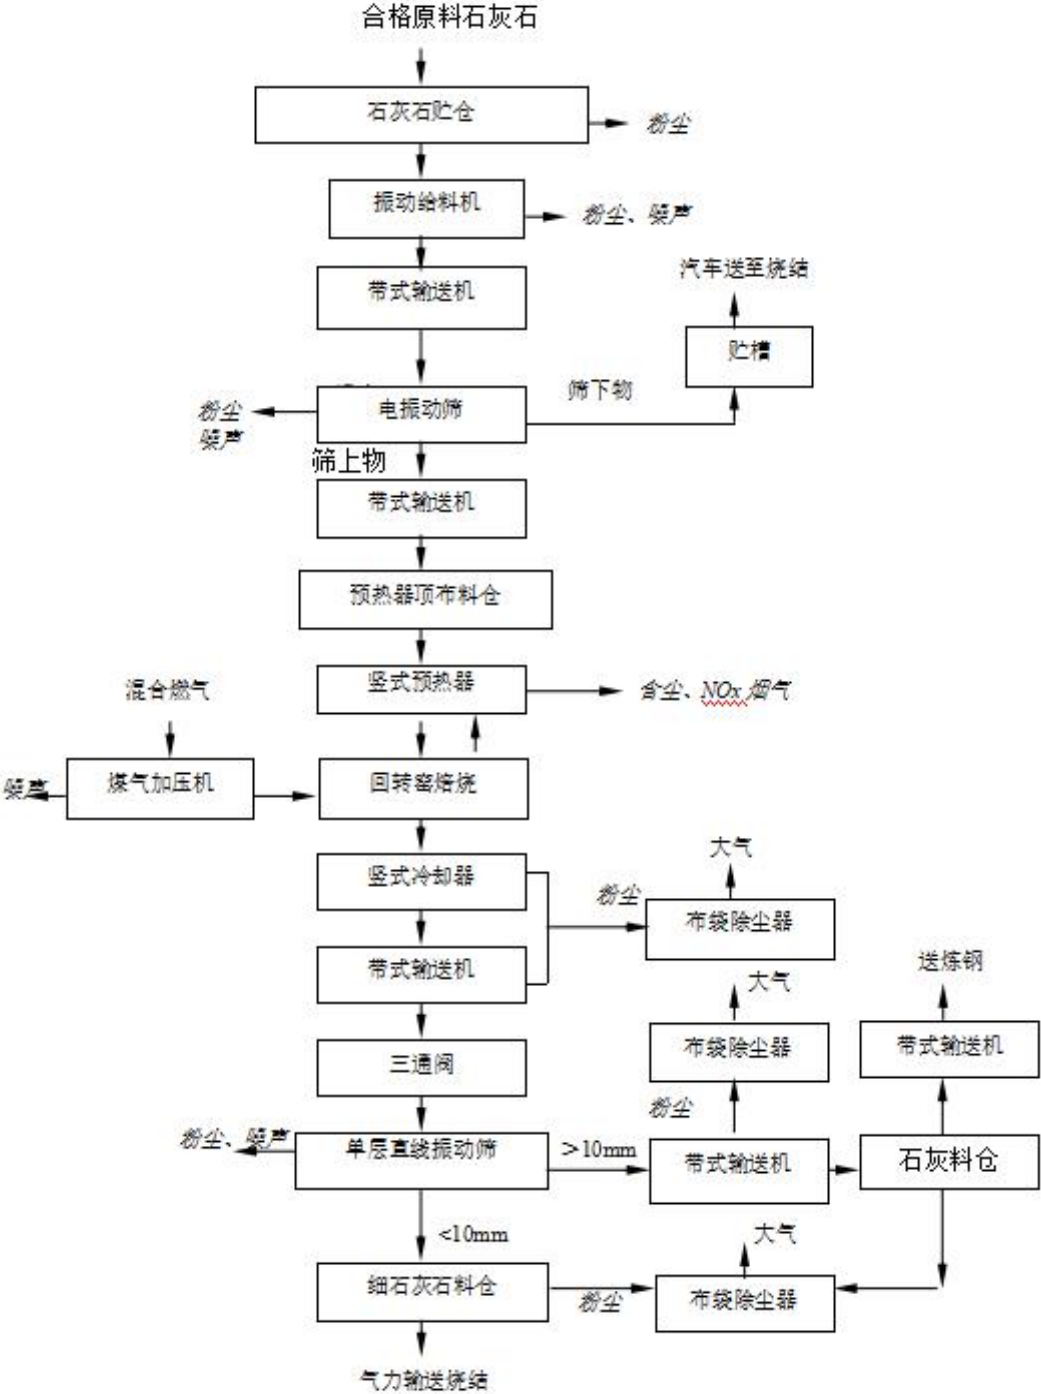 合格原料石灰石
石灰石贮仓
粉尘
振动给料机
粉尘、噪声
带式输送机
汽车送至烧结
贮槽
筛下物
电振动筛
粉尘
噪声
筛上物
带式输送机
预热器顶布料仓
竖式预热器
含尘、NOx烟气
混合燃气
煤气加压机
噪声
回转窑焙烧
竖式冷却器
粉尘
大气
布袋除尘器
带式输送机
大气
送炼钢
布袋除尘器
带式输送机
三通阀
粉尘
粉尘、噪声
单层直线振动筛
>10mm
带式输送机
石灰料仓
<10mm
大气
细石灰石料仓
粉尘
布袋除尘器
气力输送烧结